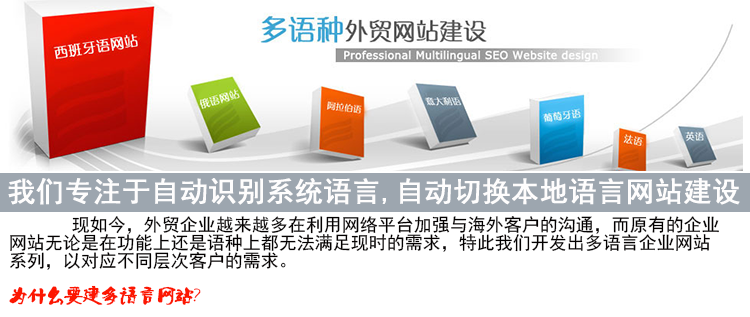 多语种外贸网站建设
Professional Multilingual SEO Website design
西班牙语网站
俄语网站
阿拉伯语
意大利语
葡萄牙语
法语
英语
我们专注于自动识别系统语言,自动切换本地语言网站建设
现如今，外贸企业越来越多在利用网络平台加强与海外客户的沟通，而原有的企业
网站无论是在功能上还是语种上都无法满足现时的需求，特此我们开发出多语言企业网站
系列，以对应不同层次客户的需求。
为什么要建多语言网站？